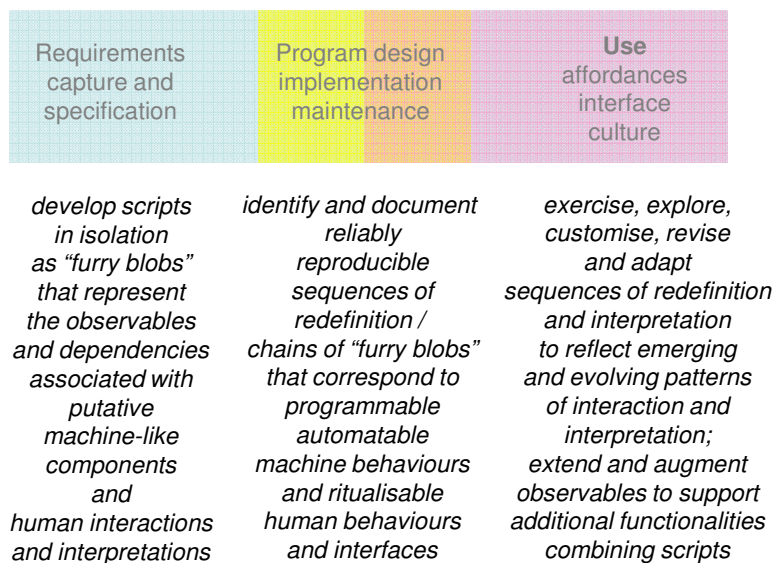 Requirements
capture and
specification
Program design
implementation
maintenance
Use
affordances
interface
culture
develop scripts
in isolation
as “furry blobs”
that represent
the observables
and dependencies
associated with
putative
machine-like
components
and
human interactions
and interpretations
identify and document
reliably
reproducible
sequences of
redefinition /
chains of “furry blobs”
that correspond to
programmable
automatable
machine behaviours
and ritualisable
human behaviours
and interfaces
exercise, explore,
customise, revise
and adapt
sequences of redefinition
and interpretation
to reflect emerging
and evolving patterns
of interaction and
interpretation;
extend and augment
observables to support
additional functionalities
combining scripts